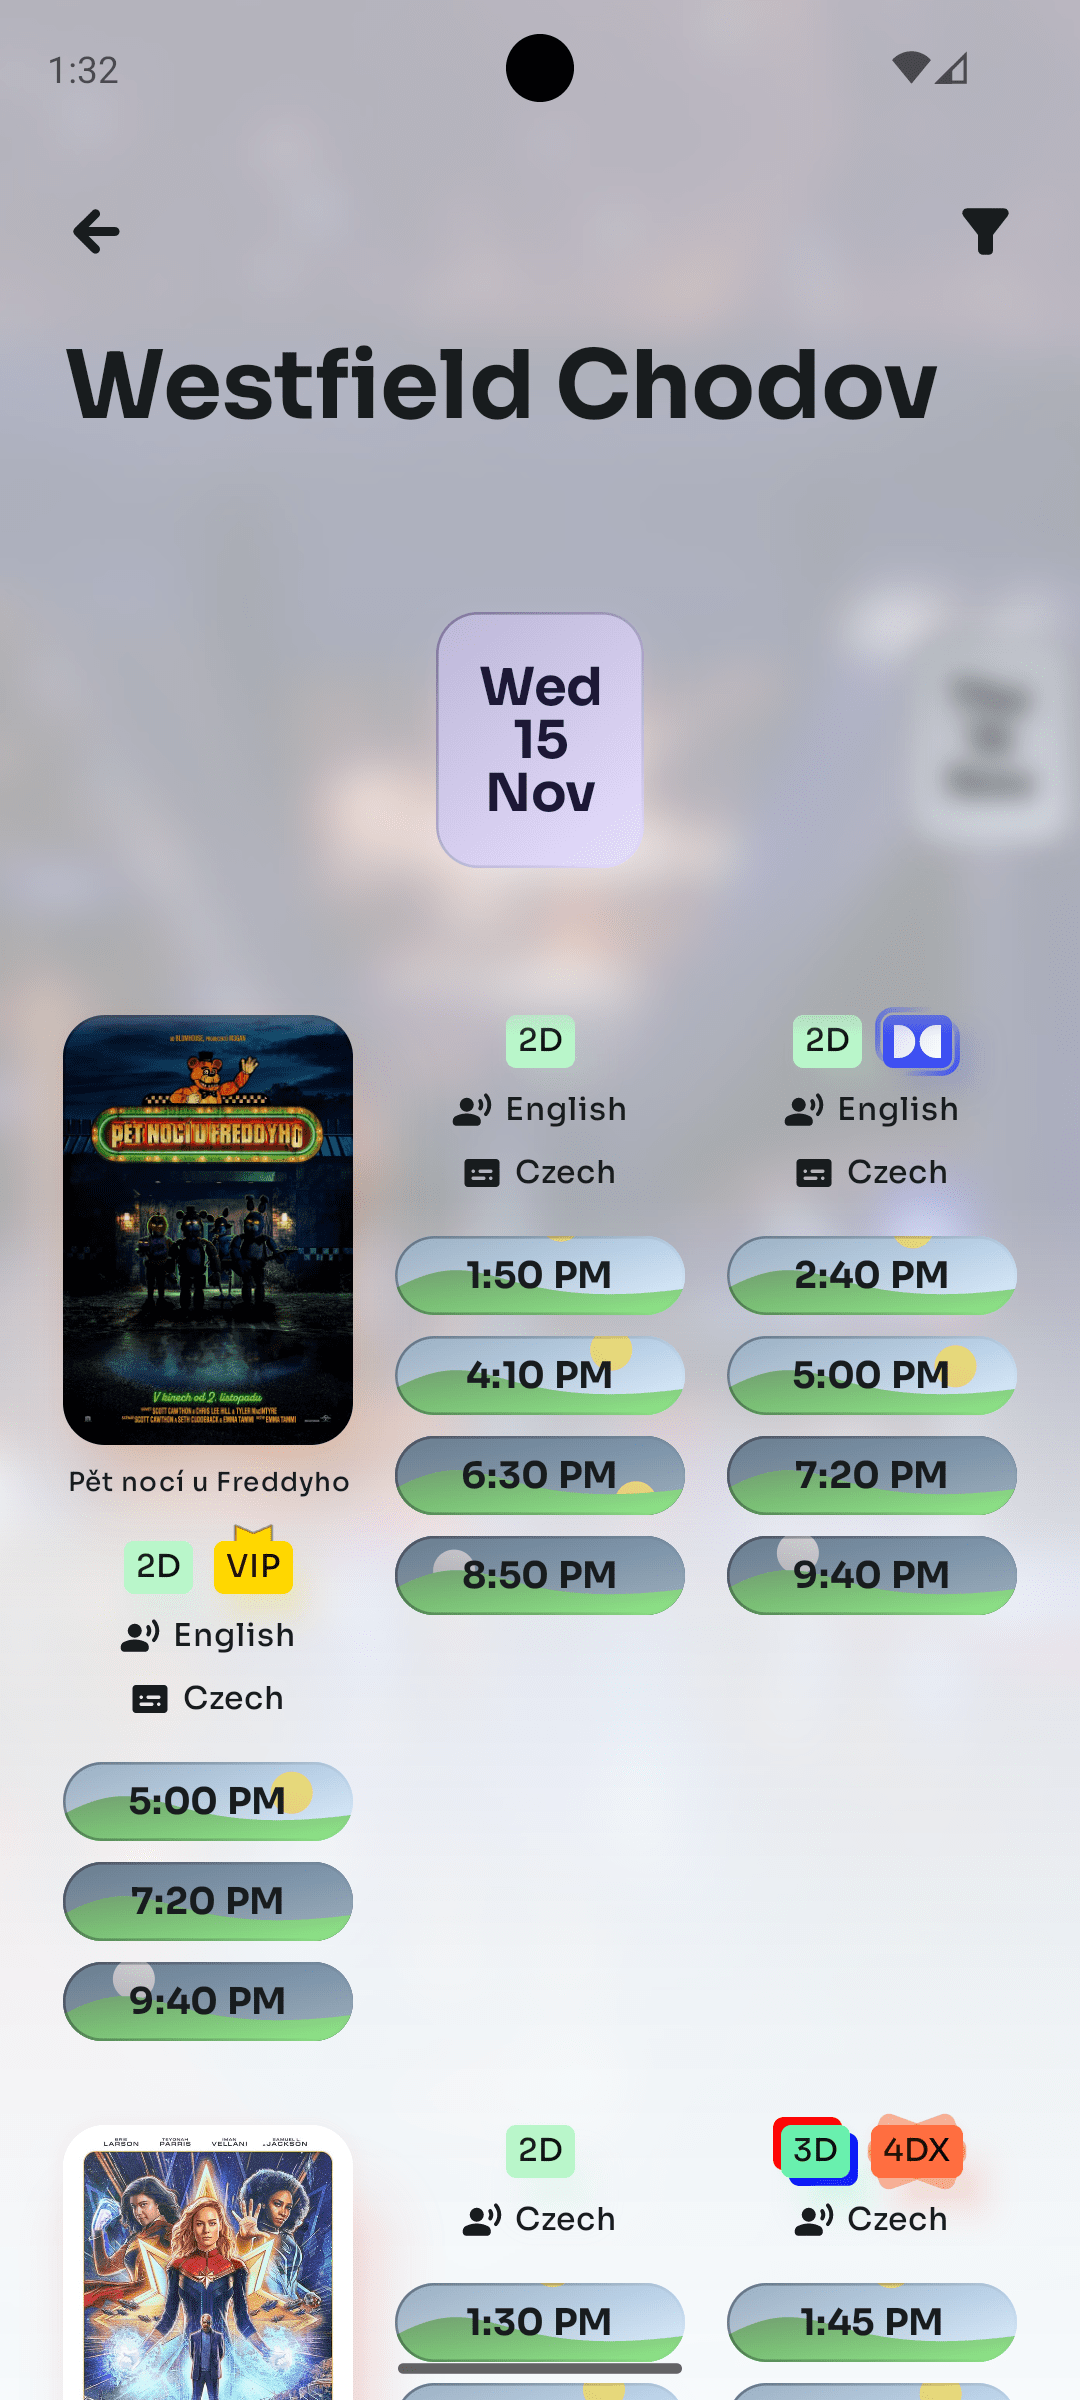 1:32
Westfield Chodov
Wed
15
Nov
PĚT NOCÍ U FREDDYHO
V kinech od 2. listopadu
Pět nocí u Freddyho
2D VIP
English
Czech
5:00 PM
7:20 PM
9:40 PM
2D
English
Czech
1:50 PM
4:10 PM
6:30 PM
8:50 PM
2D
English
Czech
2:40 PM
5:00 PM
7:20 PM
9:40 PM
LARSON PARRIS VELLANI JACKSON
2D
Czech
1:30 PM
3D 4DX
Czech
1:45 PM